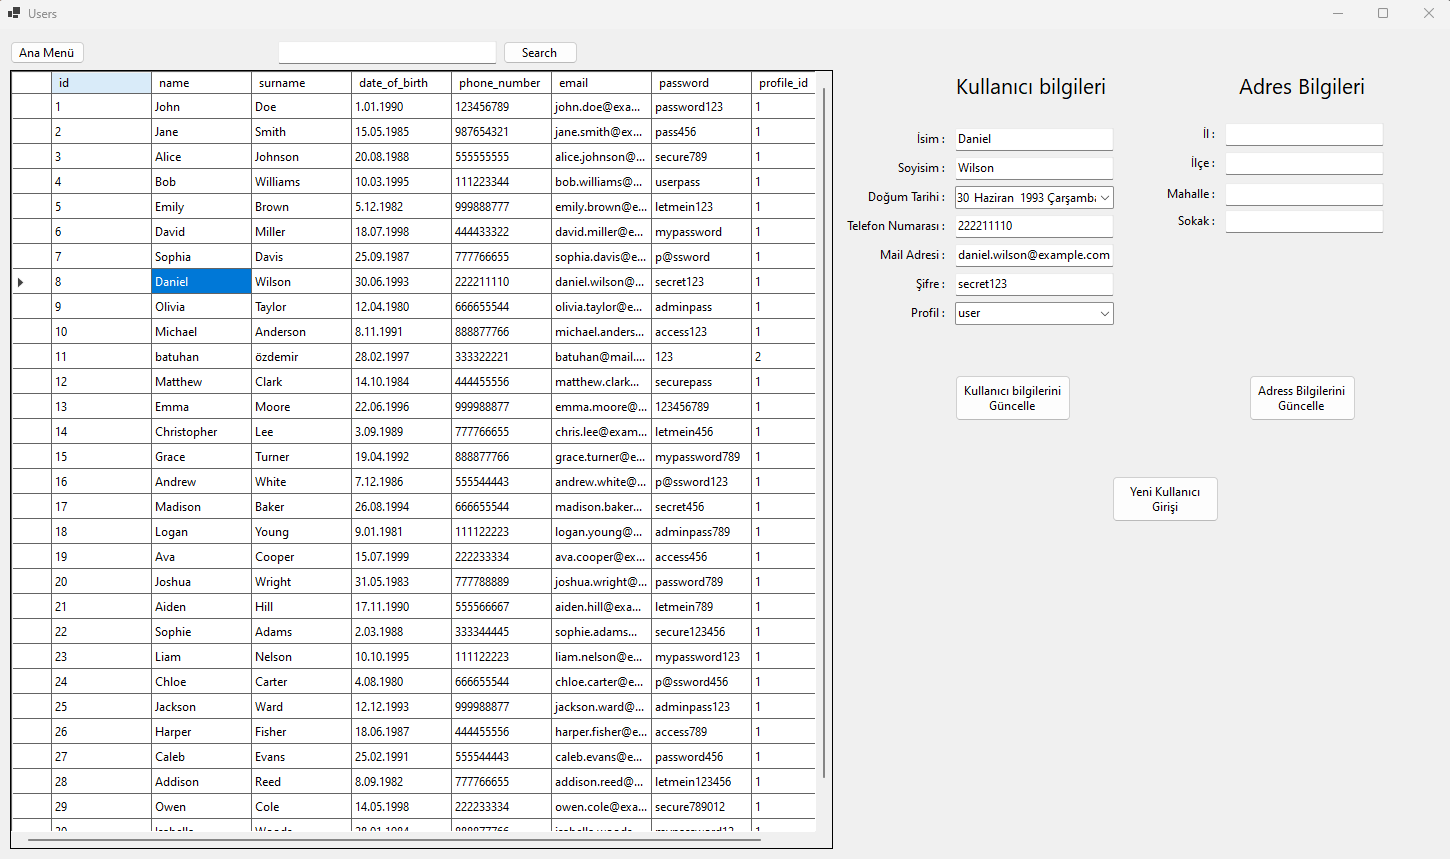 Users
Ana Menü Search
id name surname date_of_birth phone_number email password profile_id
1 John Doe 1.01.1990 123456789 john.doe@exa... password123 1
2 Jane Smith 15.05.1985 987654321 jane.smith@ex... pass456 1
3 Alice Johnson 20.08.1988 555555555 alice.johnson@... secure789 1
4 Bob Williams 10.03.1995 111223344 bob.williams@... userpass 1
5 Emily Brown 5.12.1982 999888777 emily.brown@e... letmein123 1
6 David Miller 18.07.1998 444433322 david.miller@e... mypassword 1
7 Sophia Davis 25.09.1987 777766655 sophia.davis@e... p@ssword 1
8 Daniel Wilson 30.06.1993 222211110 daniel.wilson@... secret123 1
9 Olivia Taylor 12.04.1980 666655544 olivia.taylor@e... adminpass 1
10 Michael Anderson 8.11.1991 888877766 michael.anders... access123 1
11 batuhan özdemir 28.02.1997 333322221 batuhan@mail.... 123 2
12 Matthew Clark 14.10.1984 444455556 matthew.clark... securepass 1
13 Emma Moore 22.06.1996 999988877 emma.moore@... 123456789 1
14 Christopher Lee 3.09.1989 777766655 chris.lee@exam... letmein456 1
15 Grace Turner 19.04.1992 888877766 grace.turner@e... mypassword789 1
16 Andrew White 7.12.1986 555544443 andrew.white@... p@ssword123 1
17 Madison Baker 26.08.1994 666655544 madison.baker... secret456 1
18 Logan Young 9.01.1981 111122223 logan.young@... adminpass789 1
19 Ava Cooper 15.07.1999 222233334 ava.cooper@ex... access456 1
20 Joshua Wright 31.05.1983 777788889 joshua.wright@... password789 1
21 Aiden Hill 17.11.1990 555566667 aiden.hill@exa... letmein789 1
22 Sophie Adams 2.03.1988 333344445 sophie.adams... secure123456 1
23 Liam Nelson 10.10.1995 111122223 liam.nelson@e... mypassword123 1
24 Chloe Carter 4.08.1980 666655544 chloe.carter@e... p@ssword456 1
25 Jackson Ward 12.12.1993 999988877 jackson.ward@... adminpass123 1
26 Harper Fisher 18.06.1987 444455556 harper.fisher@e... access789 1
27 Caleb Evans 25.02.1991 555544443 caleb.evans@e... password456 1
28 Addison Reed 8.09.1982 777766655 addison.reed@... letmein123456 1
29 Owen Cole 14.05.1998 222233334 owen.cole@exa... secure789012 1
Kullanıcı bilgileri
İsim : Daniel
Soyisim : Wilson
Doğum Tarihi : 30 Haziran 1993 Çarşamba
Telefon Numarası : 222211110
Mail Adresi : daniel.wilson@example.com
Şifre : secret123
Profil : user
Kullanıcı bilgilerini
Güncelle
Adres Bilgileri
İl :
İlçe :
Mahalle :
Sokak :
Adress Bilgilerini
Güncelle
Yeni Kullanıcı
Girişi